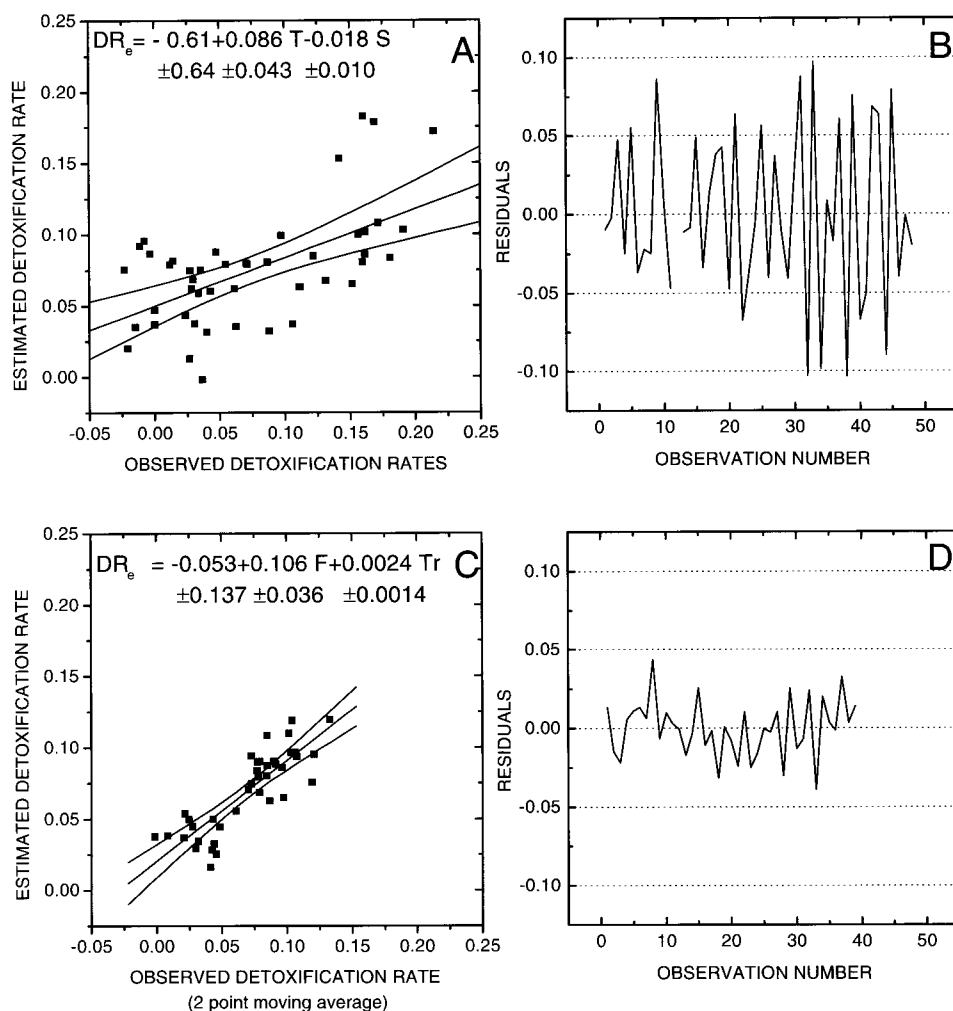 DRe = - 0.61+0.086 T-0.018 S
±0.64 ±0.043 ±0.010
A
0.25
0.20
0.15
0.10
0.05
0.00
ESTIMATED DETOXIFICATION RATE
-0.05 0.00 0.05 0.10 0.15 0.20 0.25
OBSERVED DETOXIFICATION RATES
B
0.10
0.05
0.00
-0.05
-0.10
RESIDUALS
0 10 20 30 40 50
OBSERVATION NUMBER
DRe = -0.053+0.106 F+0.0024 Tr
±0.137 ±0.036 ±0.0014
C
0.25
0.20
0.15
0.10
0.05
0.00
ESTIMATED DETOXIFICATION RATE
-0.05 0.00 0.05 0.10 0.15 0.20 0.25
OBSERVED DETOXIFICATION RATE
(2 point moving average)
D
0.10
0.05
0.00
-0.05
-0.10
RESIDUALS
0 10 20 30 40 50
OBSERVATION NUMBER